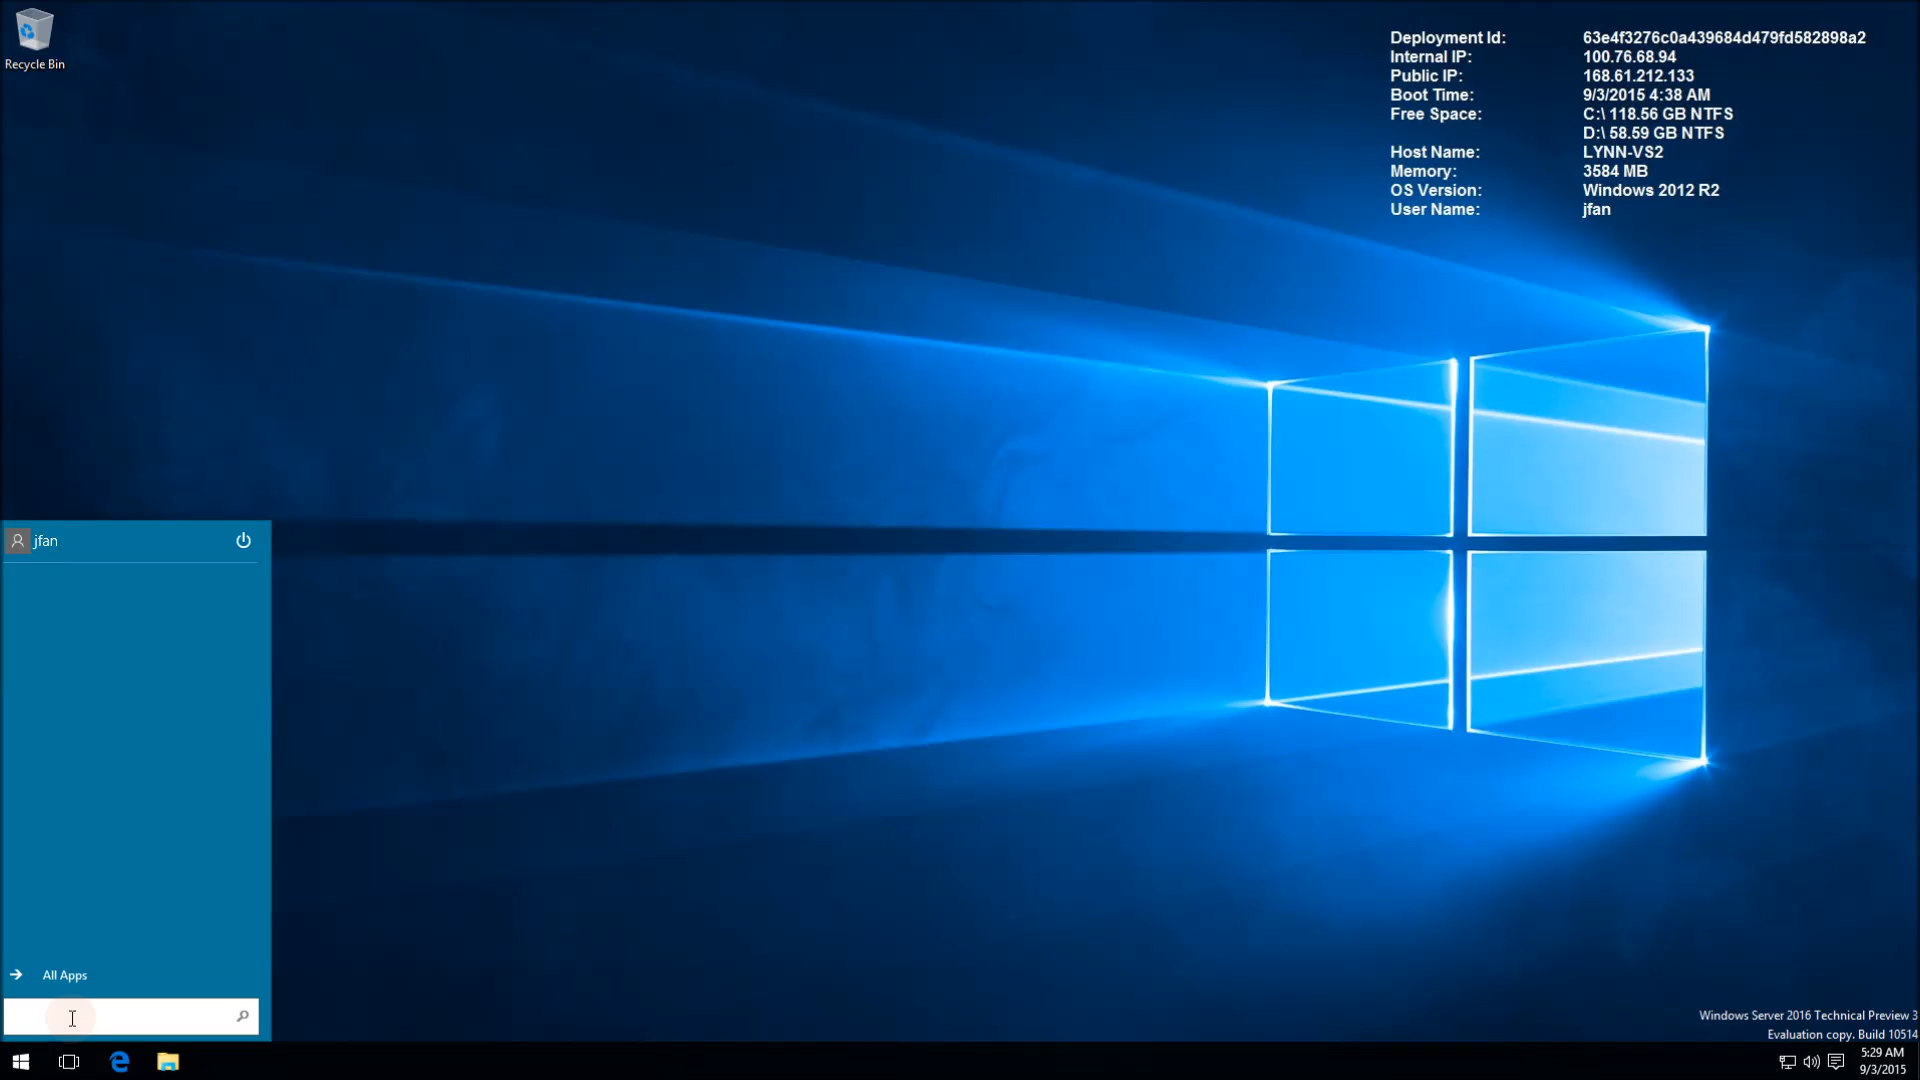 Recycle Bin
Deployment Id: 63e4f3276c0a439684d479fd582898a2
Internal IP: 100.76.68.94
Public IP: 168.61.212.133
Boot Time: 9/3/2015 4:38 AM
Free Space: C:\ 118.56 GB NTFS
D:\ 58.59 GB NTFS
Host Name: LYNN-VS2
Memory: 3584 MB
OS Version: Windows 2012 R2
User Name: jfan
jfan
All Apps
Windows Server 2016 Technical Preview 3
Evaluation copy. Build 10514
5:29 AM
9/3/2015